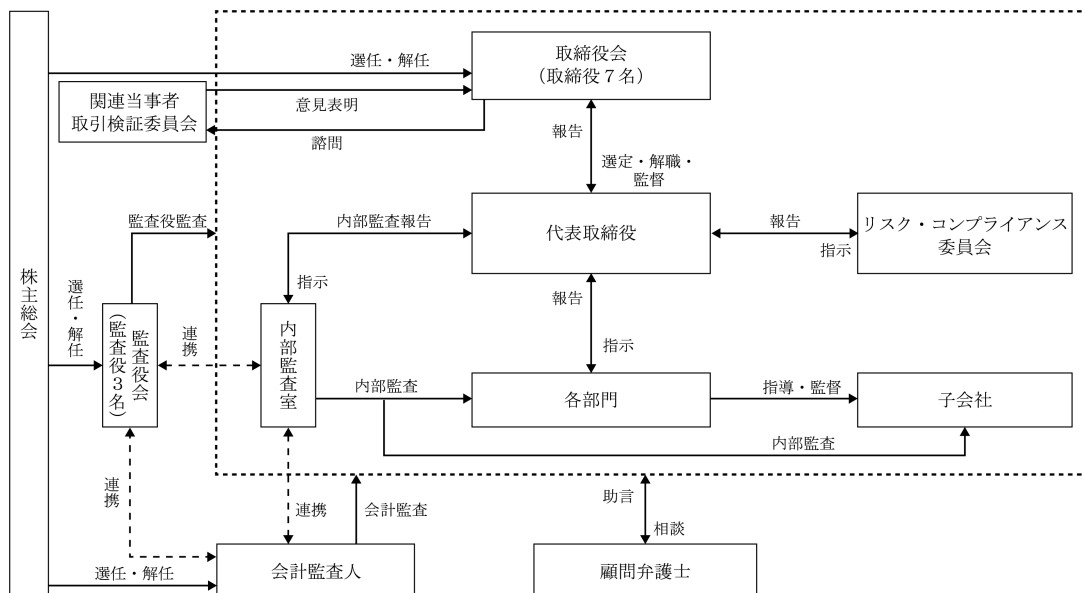 株主総会
選任・解任
取締役会
（取締役７名）
関連当事者
取引検証委員会
意見表明
諮問
報告
選定・解職・
監督
監査役監査
内部監査報告
代表取締役
報告
指示
リスク・コンプライアンス
委員会
指示
報告
選任・解任
監査役会
（監査役３名）
連携
内部監査室
指示
内部監査
各部門
指導・監督
子会社
内部監査
連携
連携
会計監査
助言
相談
選任・解任
会計監査人
顧問弁護士